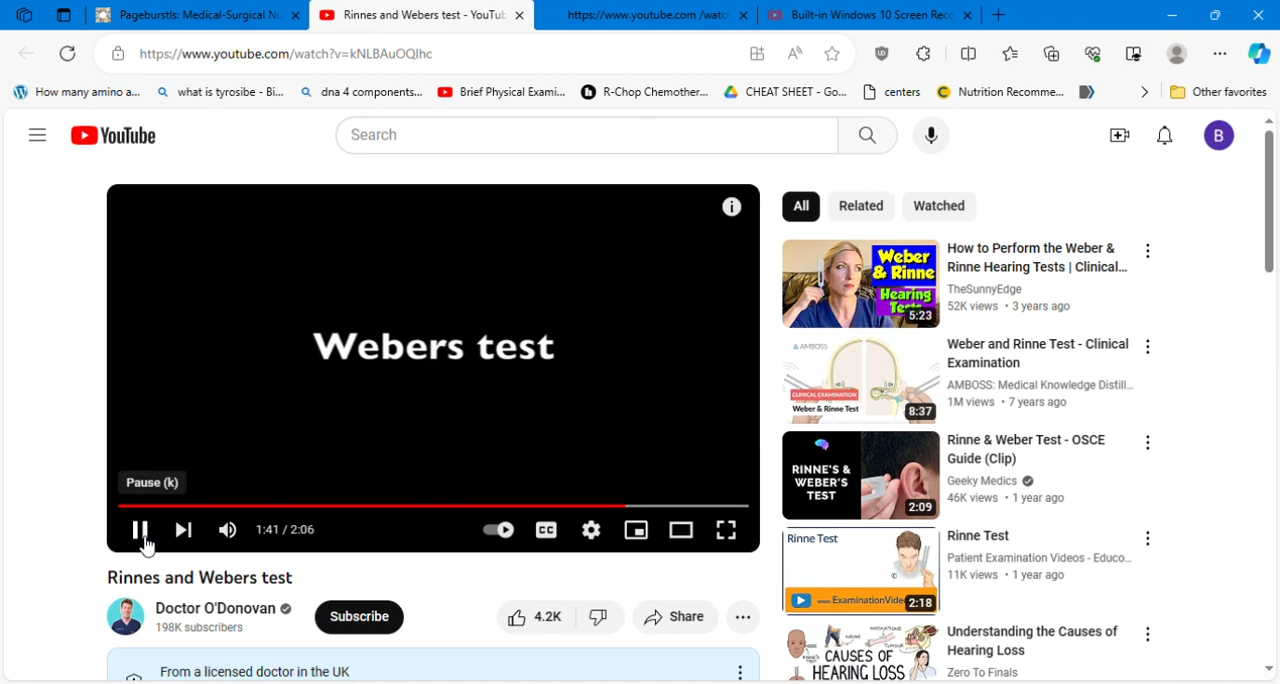 Pageburstls: Medical-Surgical Nu
Rinnes and Webers test - YouTub
https://www.youtube.com /watc
Built-in Windows 10 Screen Rec
https://www.youtube.com/watch?v=kNLBAuOQIhc
How many amino a...
what is tyrosibe - Bi...
dna 4 components...
Brief Physical Exami...
R-Chop Chemother...
CHEAT SHEET - Go...
centers
Nutrition Recomme...
Other favorites
YouTube
Search
B
Webers test
Pause (k)
1:41 / 2:06
CC
Rinnes and Webers test
Doctor O'Donovan
198K subscribers
Subscribe
4.2K
Share
From a licensed doctor in the UK
All
Related
Watched
Weber
& Rinne
Hearing
Tests
5:23
How to Perform the Weber &
Rinne Hearing Tests | Clinical...
TheSunnyEdge
52K views • 3 years ago
AMBOSS
CLINICAL EXAMINATION
Weber & Rinne Test
8:37
Weber and Rinne Test - Clinical
Examination
AMBOSS: Medical Knowledge Distill...
1M views • 7 years ago
RINNE'S &
WEBER'S
TEST
2:09
Rinne & Weber Test - OSCE
Guide (Clip)
Geeky Medics
46K views • 1 year ago
Rinne Test
www.ExaminationVide
2:18
Rinne Test
Patient Examination Videos - Educo...
11K views • 1 year ago
CAUSES OF
HEARING LOSS
Understanding the Causes of
Hearing Loss
Zero To Finals